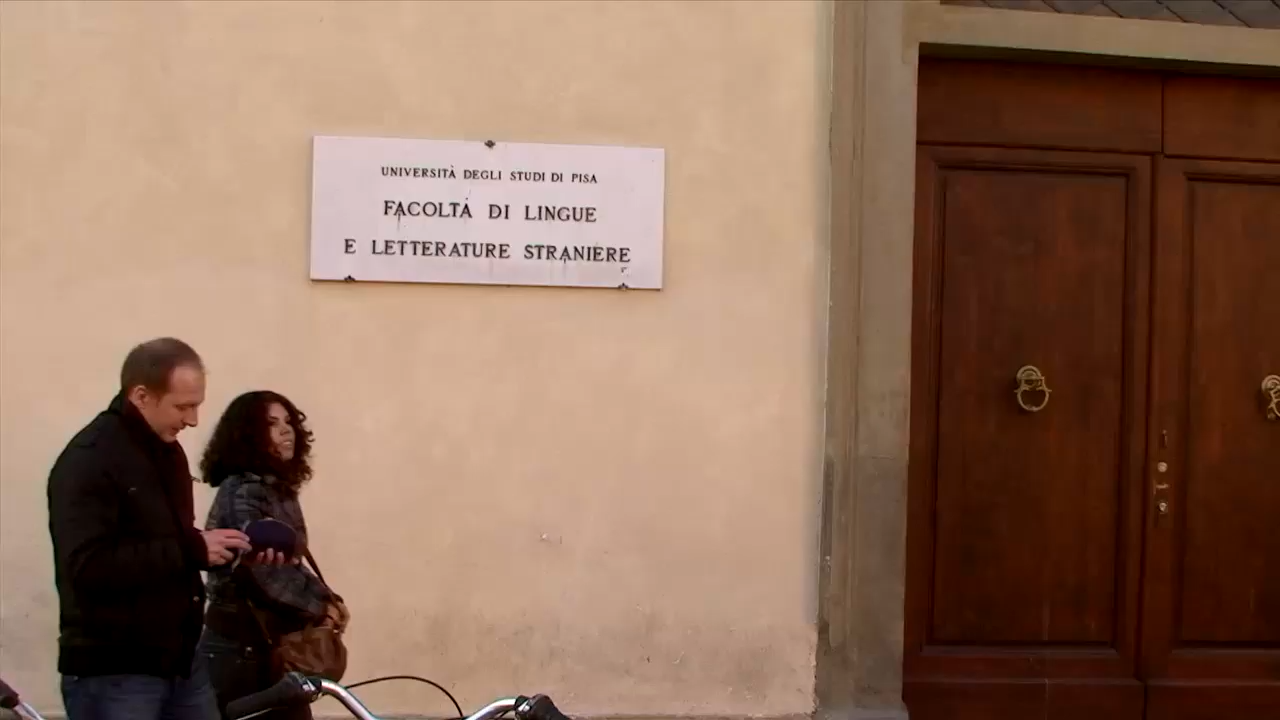 UNIVERSITÀ DEGLI STUDI DI PISA
FACOLTÀ DI LINGUE
E LETTERATURE STRANIERE